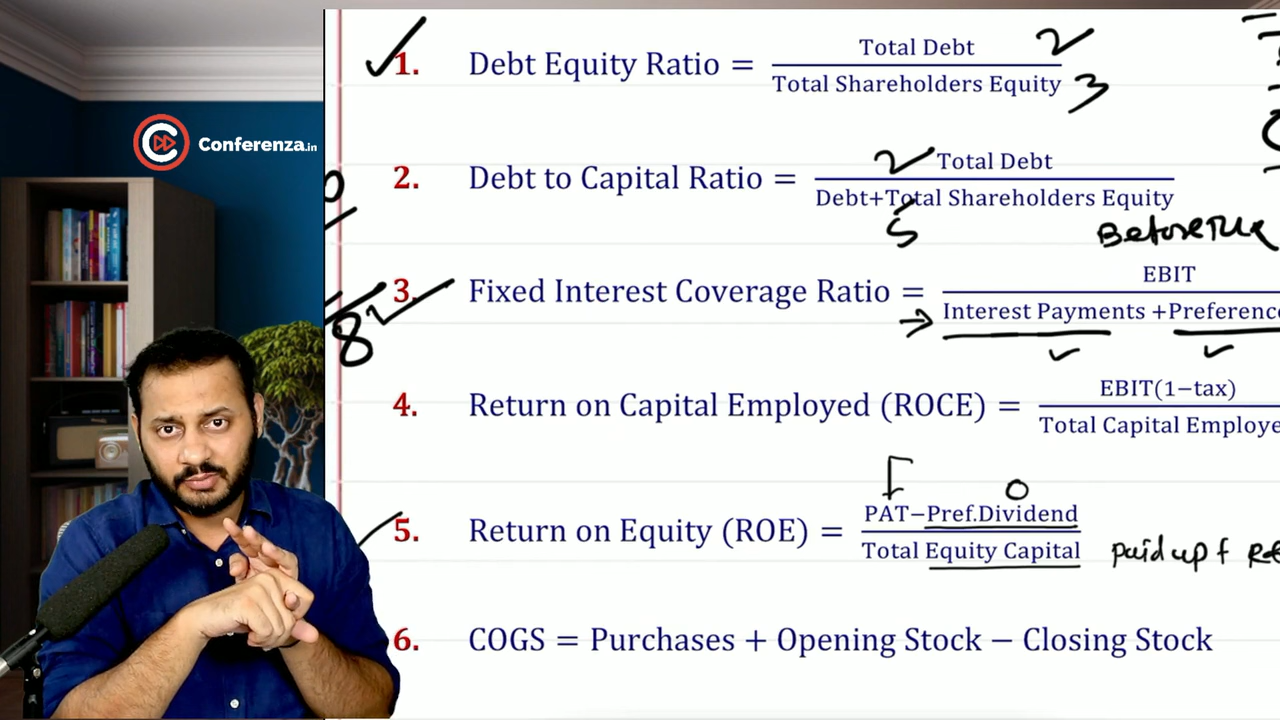 Conferenza.in
1. Debt Equity Ratio = Total Debt / Total Shareholders Equity 2 3
2. Debt to Capital Ratio = Total Debt / Debt+Total Shareholders Equity 2 5
Before
8
3. Fixed Interest Coverage Ratio = EBIT / Interest Payments +Preference
4. Return on Capital Employed (ROCE) = EBIT(1−tax) / Total Capital Employe
0
5. Return on Equity (ROE) = PAT−Pref.Dividend / Total Equity Capital Paid up
6. COGS = Purchases + Opening Stock − Closing Stock